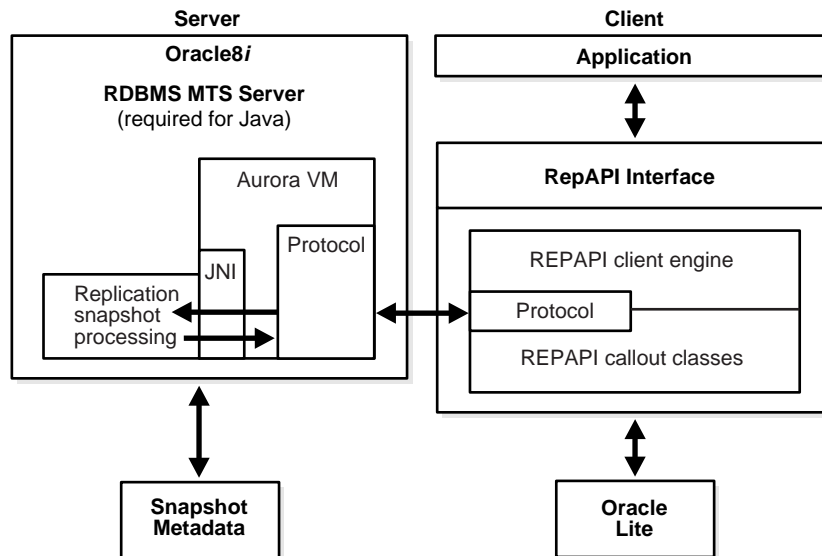 Server
Oracle8i
RDBMS MTS Server
(required for Java)
Aurora VM
Protocol
JNI
Replication
snapshot
processing
Snapshot
Metadata
Client
Application
RepAPI Interface
REPAPI client engine
Protocol
REPAPI callout classes
Oracle
Lite